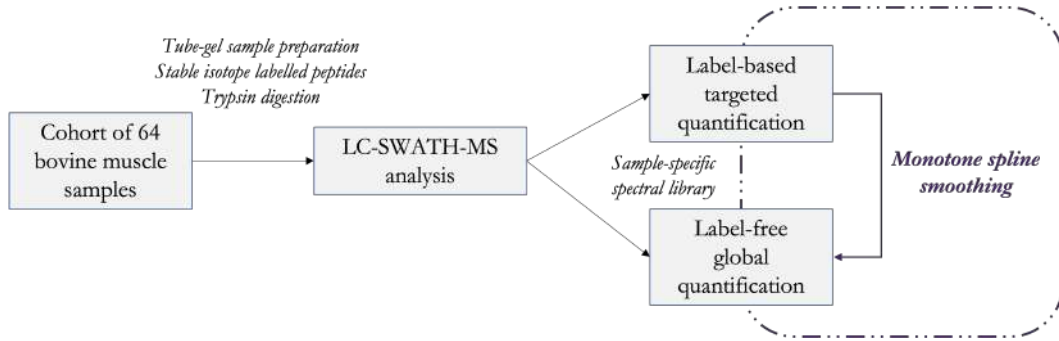 Tube-gel sample preparation
Stable isotope labelled peptides
Trypsin digestion
Cohort of 64
bovine muscle
samples
LC-SWATH-MS
analysis
Label-based
targeted
quantification
Sample-specific
spectral library
Label-free
global
quantification
Monotone spline
smoothing